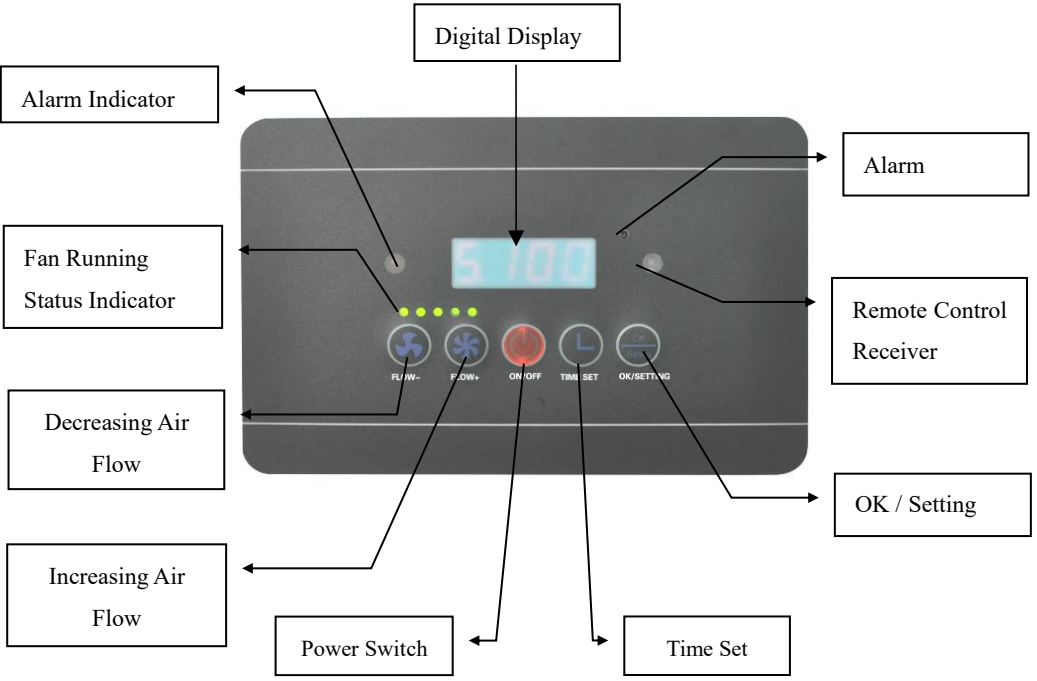 Digital Display
Alarm Indicator
Alarm
Fan Running
Status Indicator
5 100
Remote Control
Receiver
FLOW− FLOW+ ON/OFF TIME SET OK/SETTING
Decreasing Air
Flow
OK / Setting
Increasing Air
Flow
Power Switch
Time Set